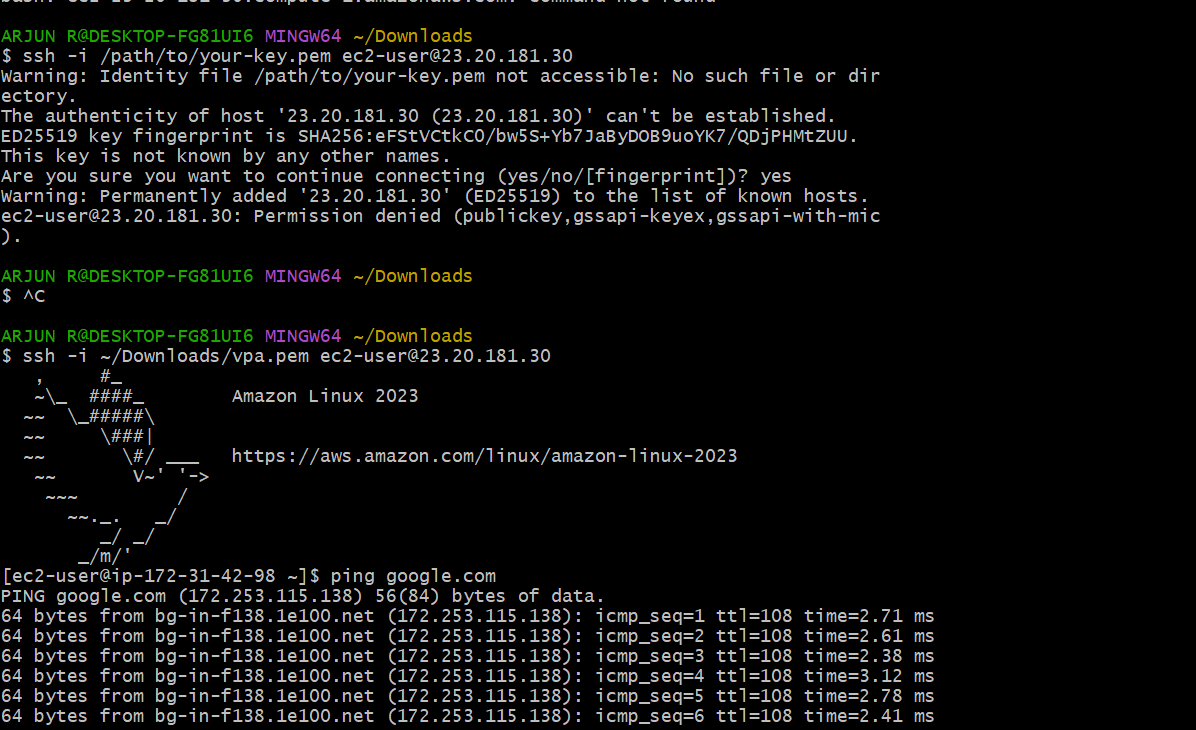 ARJUN R@DESKTOP-FG81UI6 MINGW64 ~/Downloads
$ ssh -i /path/to/your-key.pem ec2-user@23.20.181.30
Warning: Identity file /path/to/your-key.pem not accessible: No such file or dir
ectory.
The authenticity of host '23.20.181.30 (23.20.181.30)' can't be established.
ED25519 key fingerprint is SHA256:eFStVCtkC0/bw5S+Yb7JaByDOB9uoYK7/QDjPHMtZUU.
This key is not known by any other names.
Are you sure you want to continue connecting (yes/no/[fingerprint])? yes
Warning: Permanently added '23.20.181.30' (ED25519) to the list of known hosts.
ec2-user@23.20.181.30: Permission denied (publickey,gssapi-keyex,gssapi-with-mic
).
ARJUN R@DESKTOP-FG81UI6 MINGW64 ~/Downloads
$ ^C
ARJUN R@DESKTOP-FG81UI6 MINGW64 ~/Downloads
$ ssh -i ~/Downloads/vpa.pem ec2-user@23.20.181.30
   ,     #_
   ~\_  ####_        Amazon Linux 2023
  ~~  \_#####\
  ~~     \###|
  ~~       \#/ ___   https://aws.amazon.com/linux/amazon-linux-2023
   ~~       V~' '->
    ~~~         /
      ~~._.   _/
         _/ _/
       _/m/'
[ec2-user@ip-172-31-42-98 ~]$ ping google.com
PING google.com (172.253.115.138) 56(84) bytes of data.
64 bytes from bg-in-f138.1e100.net (172.253.115.138): icmp_seq=1 ttl=108 time=2.71 ms
64 bytes from bg-in-f138.1e100.net (172.253.115.138): icmp_seq=2 ttl=108 time=2.61 ms
64 bytes from bg-in-f138.1e100.net (172.253.115.138): icmp_seq=3 ttl=108 time=2.38 ms
64 bytes from bg-in-f138.1e100.net (172.253.115.138): icmp_seq=4 ttl=108 time=3.12 ms
64 bytes from bg-in-f138.1e100.net (172.253.115.138): icmp_seq=5 ttl=108 time=2.78 ms
64 bytes from bg-in-f138.1e100.net (172.253.115.138): icmp_seq=6 ttl=108 time=2.41 ms